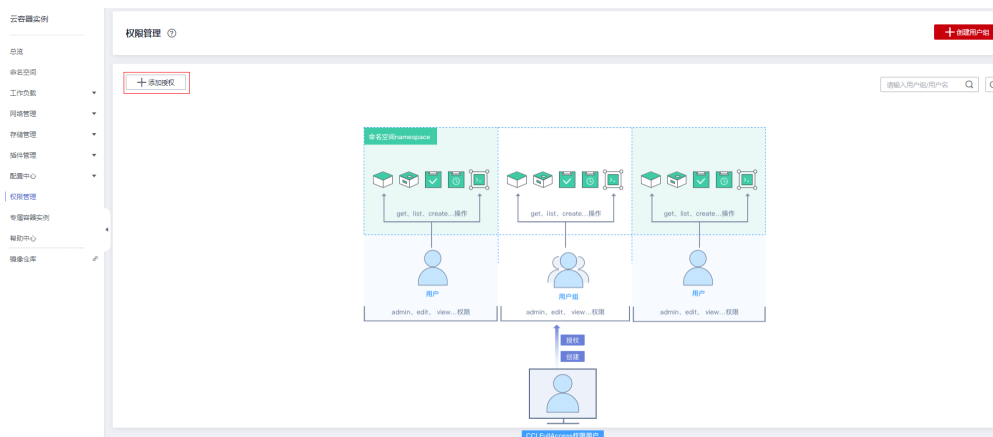 云容器实例
总览
命名空间
工作负载
网络管理
存储管理
插件管理
配置中心
权限管理
专属容器实例
帮助中心
镜像仓库
权限管理
创建用户组
添加授权
请输入用户组/用户名
命名空间namespace
get、list、create...操作
get、list、create...操作
get、list、create...操作
用户
用户组
用户
admin、edit、view...权限
admin、edit、view...权限
admin、edit、view...权限
授权
创建
CCI FullAccess权限用户